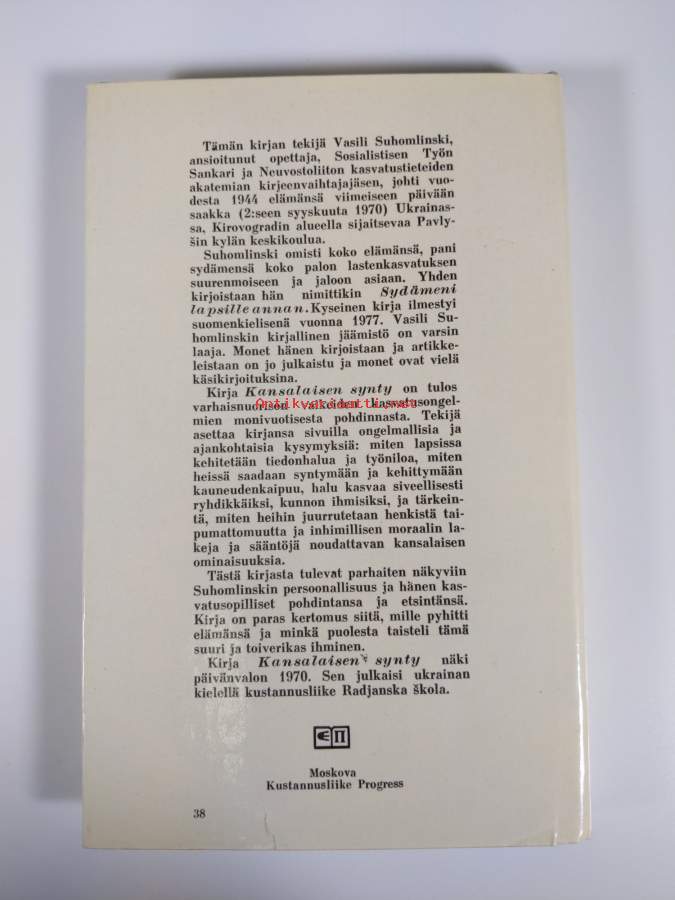 Tämän kirjan tekijä Vasili Suhomlinski,
ansioitunut opettaja, Sosialistisen Työn
Sankari ja Neuvostoliiton kasvatustieteiden
akatemian kirjeenvaihtajajäsen, johti vuo-
desta 1944 elämänsä viimeiseen päivään
saakka (2:seen syyskuuta 1970) Ukrainas-
sa, Kirovogradin alueella sijaitsevaa Pavly-
šin kylän keskikoulua.
Suhomlinski omisti koko elämänsä, pani
sydämensä koko palon lastenkasvatuksen
suurenmoiseen ja jaloon asiaan. Yhden
kirjoistaan hän nimittikin Sydämeni
lapsille annan. Kyseinen kirja ilmestyi
suomenkielisenä vuonna 1977. Vasili Su-
homlinskin kirjallinen jäämistö on varsin
laaja. Monet hänen kirjoistaan ja artikke-
leistaan on jo julkaistu ja monet ovat vielä
käsikirjoituksina.
Kirja Kansalaisen synty on tulos
Antikvariaatti.net
varhaisnuorison vaikeiden kasvatusongel-
mien monivuotisesta pohdinnasta. Tekijä
asettaa kirjansa sivuilla ongelmallisia ja
ajankohtaisia kysymyksiä: miten lapsissa
kehitetään tiedonhalua ja työniloa, miten
heissä saadaan syntymään ja kehittymään
kauneudenkaipuu, halu kasvaa siveellisesti
ryhdikkäiksi, kunnon ihmisiksi, ja tärkein-
tä, miten heihin juurrutetaan henkistä tai-
pumattomuutta ja inhimillisen moraalin la-
keja ja sääntöjä noudattavan kansalaisen
ominaisuuksia.
Tästä kirjasta tulevat parhaiten näkyviin
Suhomlinskin persoonallisuus ja hänen kas-
vatusopilliset pohdintansa ja etsintänsä.
Kirja on paras kertomus siitä, mille pyhitti
elämänsä ja minkä puolesta taisteli tämä
suuri ja toiverikas ihminen.
Kirja Kansalaisen synty näki
päivänvalon 1970. Sen julkaisi ukrainan
kielellä kustannusliike Radjanska škola.
Moskova
Kustannusliike Progress
38